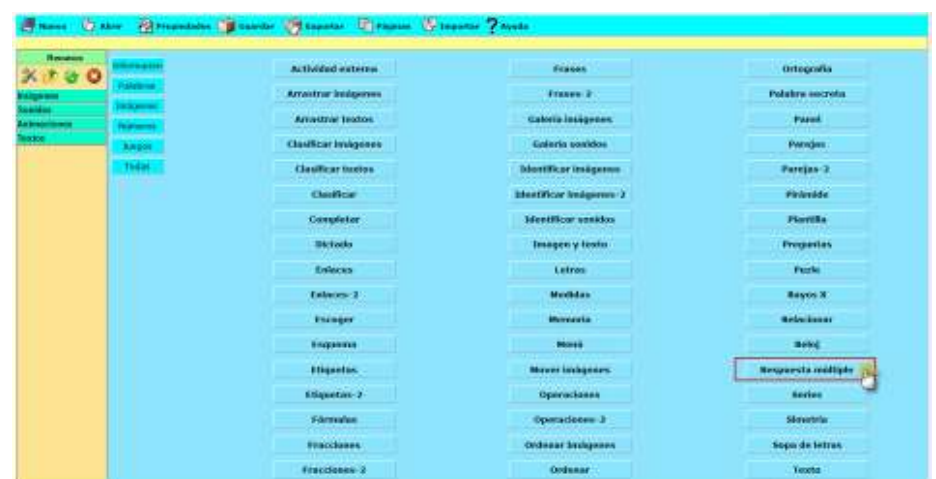 Nuevo Abrir Propiedades Guardar Exportar Páginas Importar ? Ayuda
Recursos
Imágenes
Sonidos
Animaciones
Textos
Información
Palabras
Imágenes
Números
Juegos
Todas
Actividad externa
Arrastrar imágenes
Arrastrar textos
Clasificar imágenes
Clasificar textos
Clasificar
Completar
Dictado
Enlaces
Enlaces-2
Escoger
Esquema
Etiquetas
Etiquetas-2
Fórmulas
Fracciones
Fracciones-2
Frases
Frases-2
Galería imágenes
Galería sonidos
Identificar imágenes
Identificar imágenes-2
Identificar sonidos
Imagen y texto
Letras
Medidas
Memoria
Menú
Mover imágenes
Operaciones
Operaciones-2
Ordenar imágenes
Ordenar
Ortografía
Palabra secreta
Panel
Parejas
Parejas-2
Pirámide
Plantilla
Preguntas
Puzle
Rayos X
Relacionar
Reloj
Respuesta múltiple
Series
Simetría
Sopa de letras
Texto